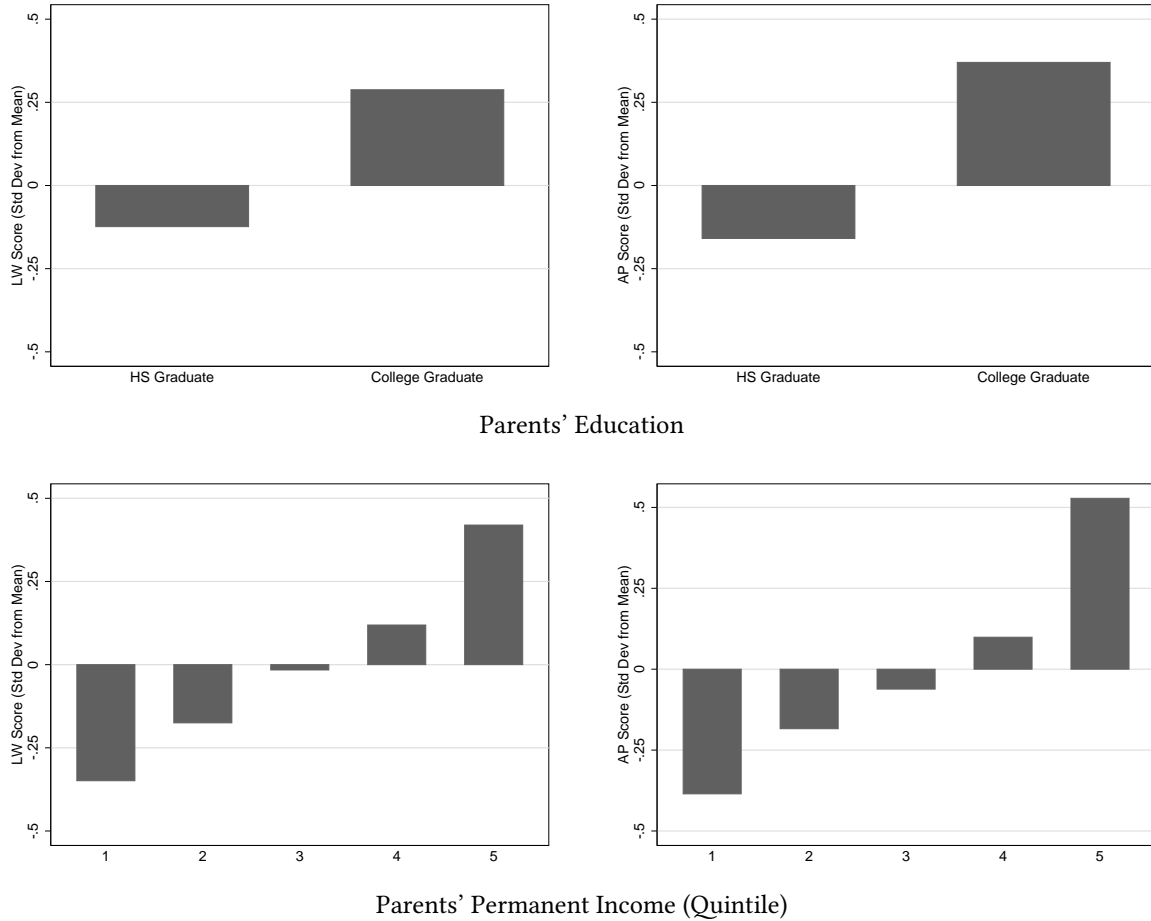 LW Score (Std Dev from Mean)
.5
.25
0
-.25
-.5
HS Graduate College Graduate
AP Score (Std Dev from Mean)
.5
.25
0
-.25
-.5
HS Graduate College Graduate
Parents’ Education
LW Score (Std Dev from Mean)
.5
.25
0
-.25
-.5
1 2 3 4 5
AP Score (Std Dev from Mean)
.5
.25
0
-.25
-.5
1 2 3 4 5
Parents’ Permanent Income (Quintile)